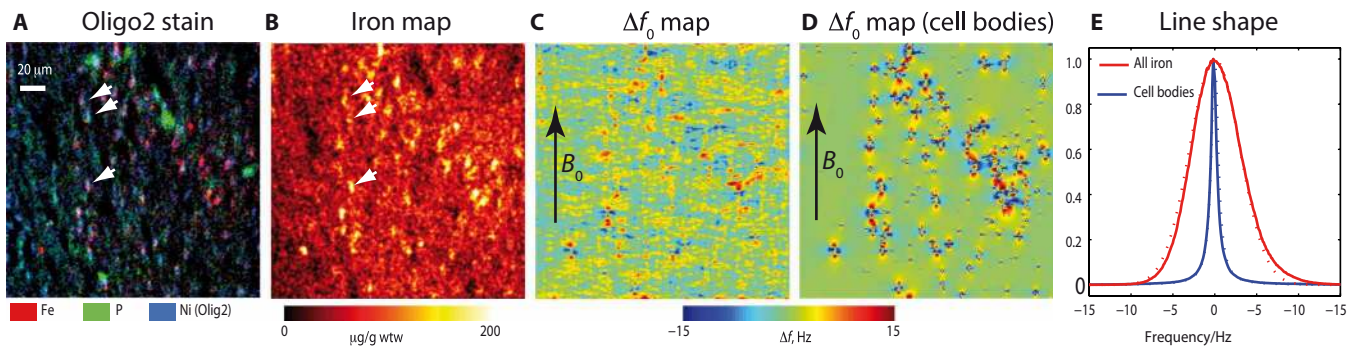 A Oligo2 stain
20 μm
Fe
P
Ni (Olig2)
B Iron map
0
μg/g wtw
200
C Δf0 map
B0
−15
Δf, Hz
15
D Δf0 map (cell bodies)
B0
E Line shape
All iron
Cell bodies
1.0
0.8
0.6
0.4
0.2
0
−15
10
5
0
−5
−10
−15
Frequency/Hz